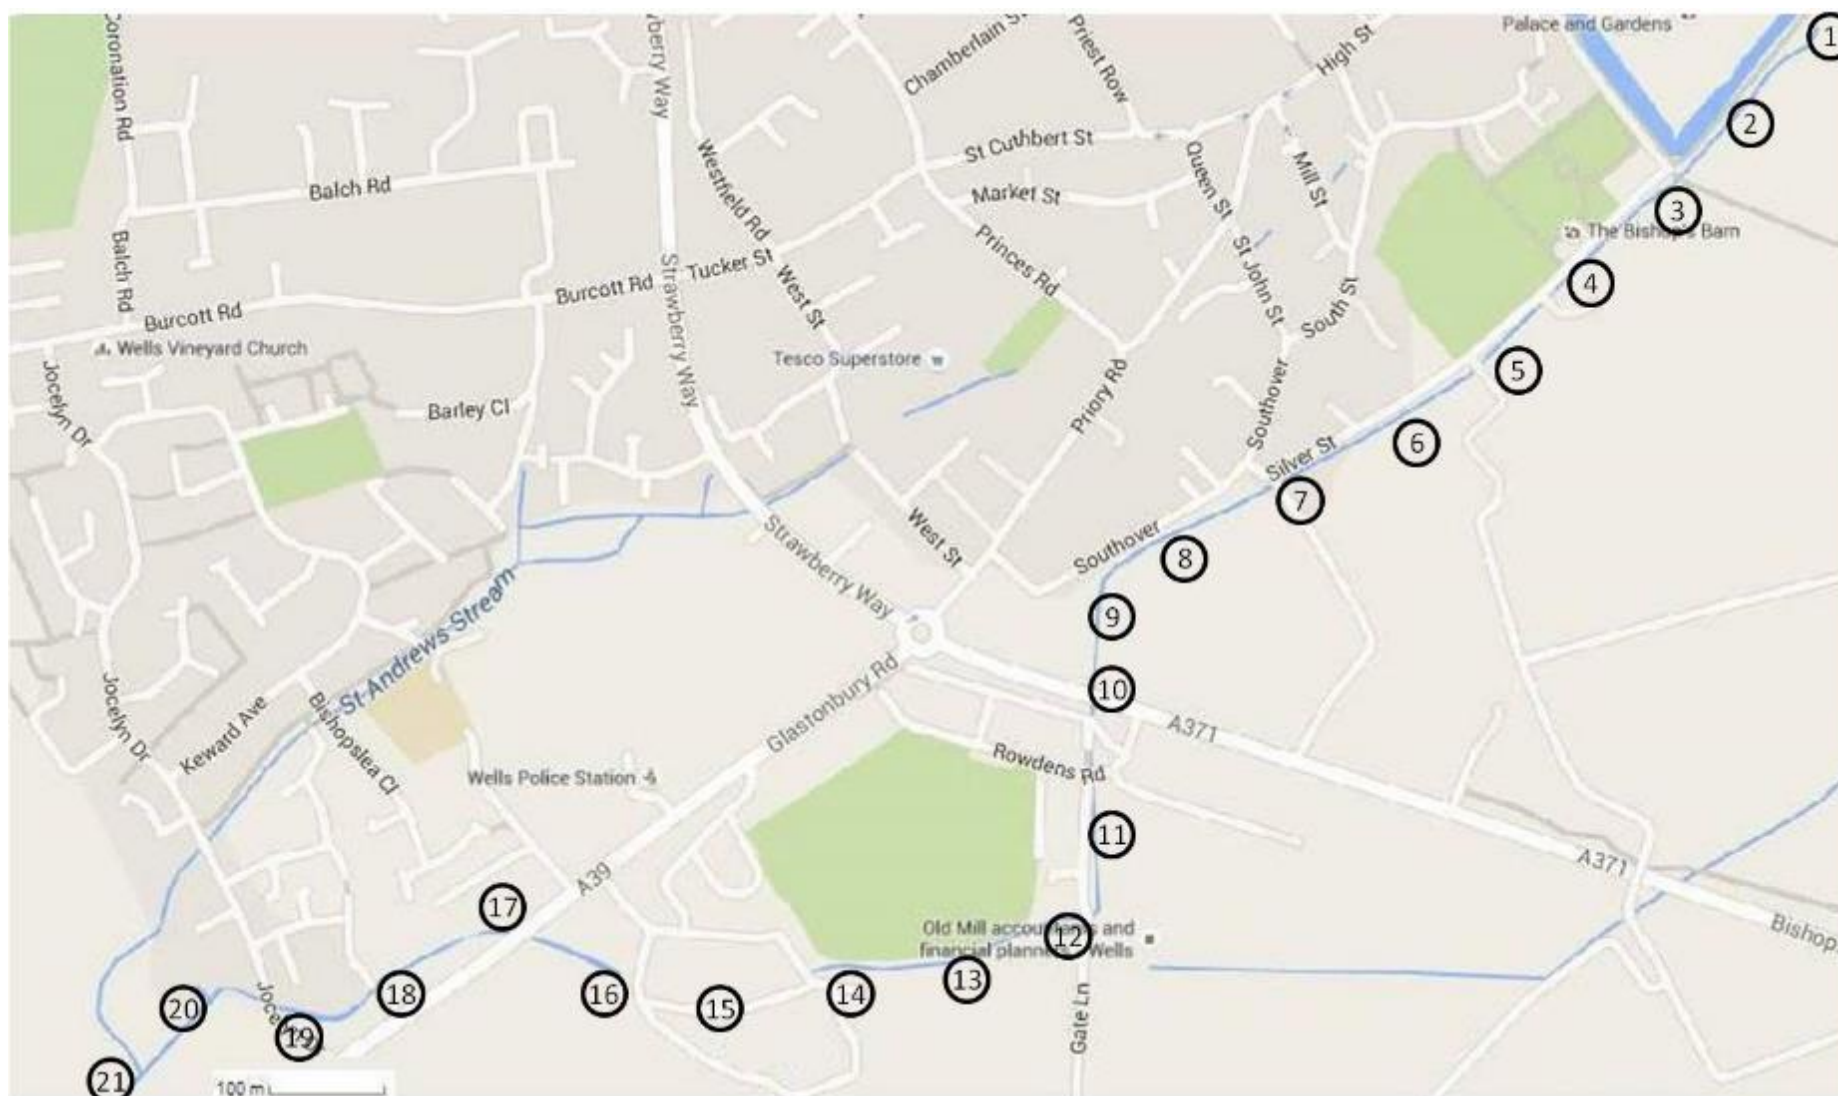 Coronation Rd
Strawberry Way
Chamberlain St
Priest Row
High St
Palace and Gardens
1
2
Balch Rd
Westfield Rd
St Cuthbert St
Market St
Queen St
Mill St
3
The Bishop's Barn
Balch Rd
Burcott Rd
Burcott Rd
Tucker St
Strawberry Way
West St
Princes Rd
St John St
South St
4
Wells Vineyard Church
Tesco Superstore
5
Jocelyn Dr
Barley Cl
Priory Rd
Southover
6
Silver St
7
West St
Southover
8
Strawberry Way
9
St Andrews Stream
Jocelyn Dr
Keward Ave
Bishopslea Cl
Glastonbury Rd
10
A371
Wells Police Station
Rowdens Rd
11
A371
A39
17
Old Mill accountants and
financial planners Wells
12
Bishop
13
14
15
16
18
20
19
Gate Ln
21
100 m